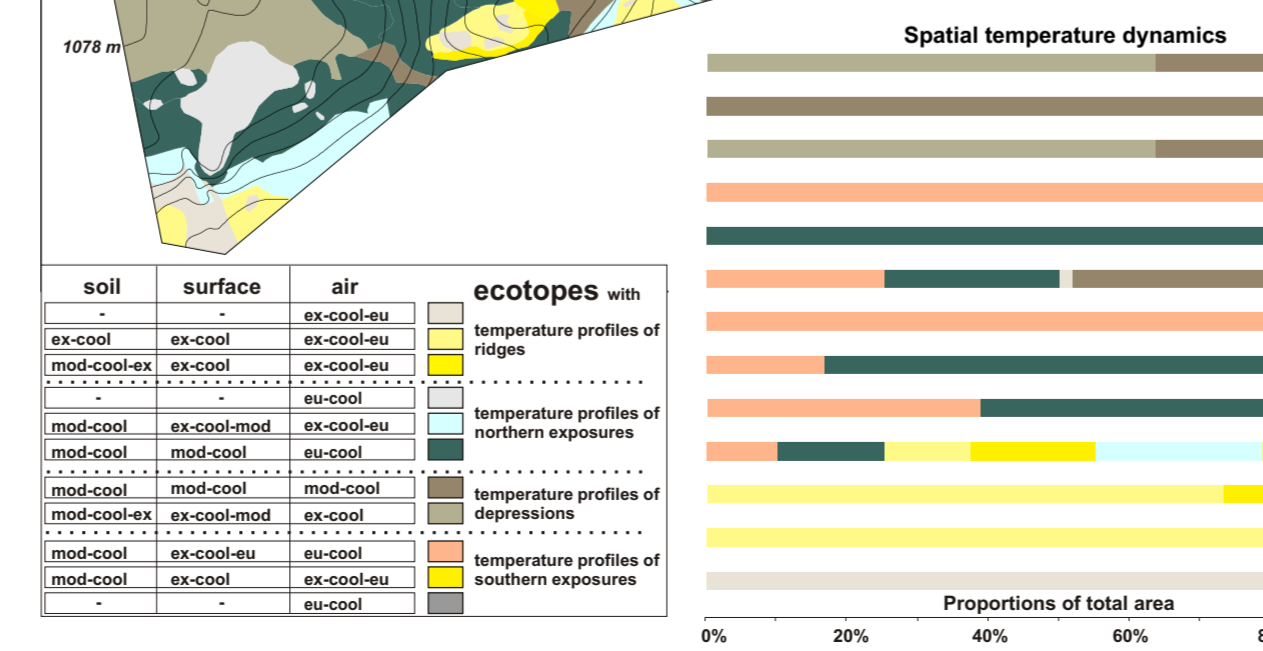 1078 m
Spatial temperature dynamics
soil surface air ecotopes with
- - ex-cool-eu
ex-cool ex-cool ex-cool-eu
mod-cool-ex ex-cool ex-cool-eu
temperature profiles of
ridges
- - eu-cool
mod-cool ex-cool-mod ex-cool-eu
mod-cool mod-cool eu-cool
temperature profiles of
northern exposures
mod-cool mod-cool mod-cool
mod-cool-ex ex-cool-mod ex-cool
temperature profiles of
depressions
mod-cool ex-cool-eu eu-cool
mod-cool ex-cool ex-cool-eu
- - eu-cool
temperature profiles of
southern exposures
Proportions of total area
0% 20% 40% 60% 8